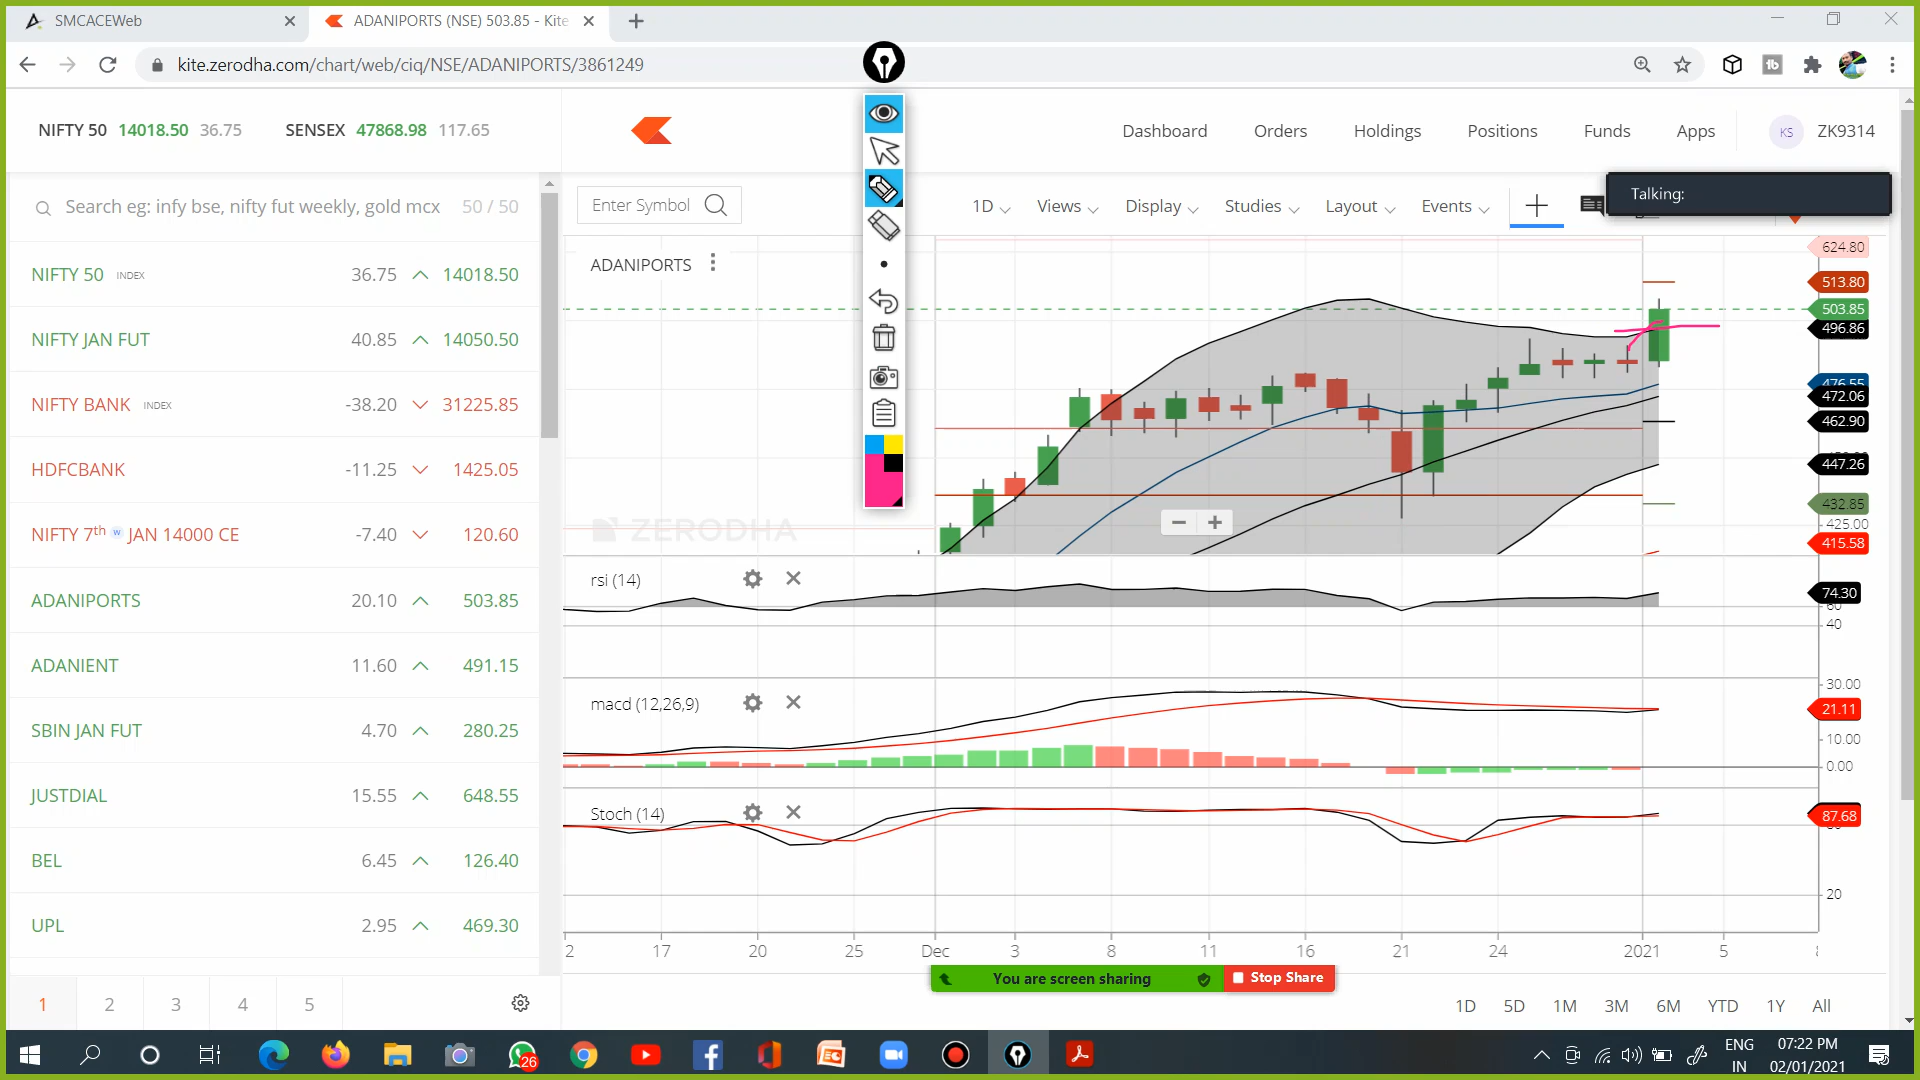 SMCACEWeb
ADANIPORTS (NSE) 503.85 - Kite
kite.zerodha.com/chart/web/ciq/NSE/ADANIPORTS/3861249
NIFTY 50 14018.50 36.75 SENSEX 47868.98 117.65
Dashboard Orders Holdings Positions Funds Apps KS ZK9314
Search eg: infy bse, nifty fut weekly, gold mcx 50 / 50
Enter Symbol 1D Views Display Studies Layout Events
Talking:
NIFTY 50 INDEX 36.75 14018.50
NIFTY JAN FUT 40.85 14050.50
NIFTY BANK INDEX -38.20 31225.85
HDFCBANK -11.25 1425.05
NIFTY 7th w JAN 14000 CE -7.40 120.60
ADANIPORTS 20.10 503.85
ADANIENT 11.60 491.15
SBIN JAN FUT 4.70 280.25
JUSTDIAL 15.55 648.55
BEL 6.45 126.40
UPL 2.95 469.30
1 2 3 4 5
ADANIPORTS
624.80
513.80
503.85
496.86
476.55
472.06
462.90
447.26
432.85
425.00
415.58
ZERODHA
rsi (14)
74.30
60
40
macd (12,26,9)
30.00
21.11
10.00
0.00
Stoch (14)
87.68
20
2 17 20 25 Dec 3 8 11 16 21 24 2021 5
You are screen sharing Stop Share
1D 5D 1M 3M 6M YTD 1Y All
26
ENG
IN
07:22 PM
02/01/2021